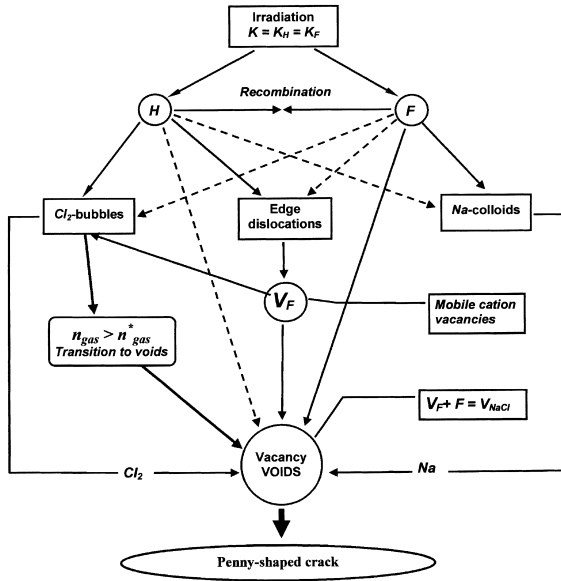 Irradiation
K = K_H = K_F
Recombination
H
F
Cl₂-bubbles
Edge
dislocations
Na-colloids
V_F
Mobile cation
vacancies
n_gas > n*_gas
Transition to voids
V_F + F = V_NaCl
Vacancy
VOIDS
Cl₂
Na
Penny-shaped crack